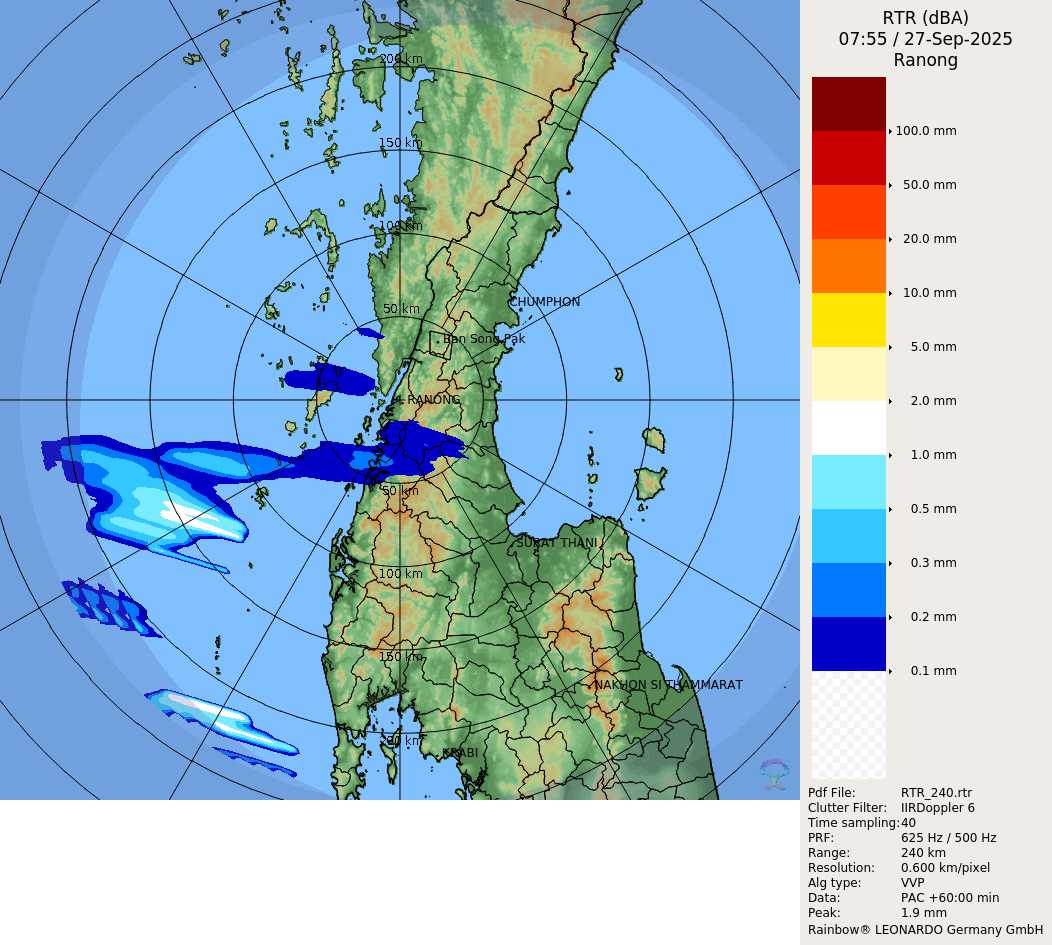 RTR (dBA)
07:55 / 27-Sep-2025
Ranong
100.0 mm
50.0 mm
20.0 mm
10.0 mm
5.0 mm
2.0 mm
1.0 mm
0.5 mm
0.3 mm
0.2 mm
0.1 mm
Pdf File: RTR_240.rtr
Clutter Filter: IIRDoppler 6
Time sampling: 40
PRF: 625 Hz / 500 Hz
Range: 240 km
Resolution: 0.600 km/pixel
Alg type: VVP
Data: PAC +60:00 min
Peak: 1.9 mm
Rainbow® LEONARDO Germany GmbH
200 km
150 km
100 km
CHUMPHON
50 km
Ban Song Pak
RANONG
50 km
SURAT THANI
100 km
150 km
NAKHON SI THAMMARAT
200 km
KRABI